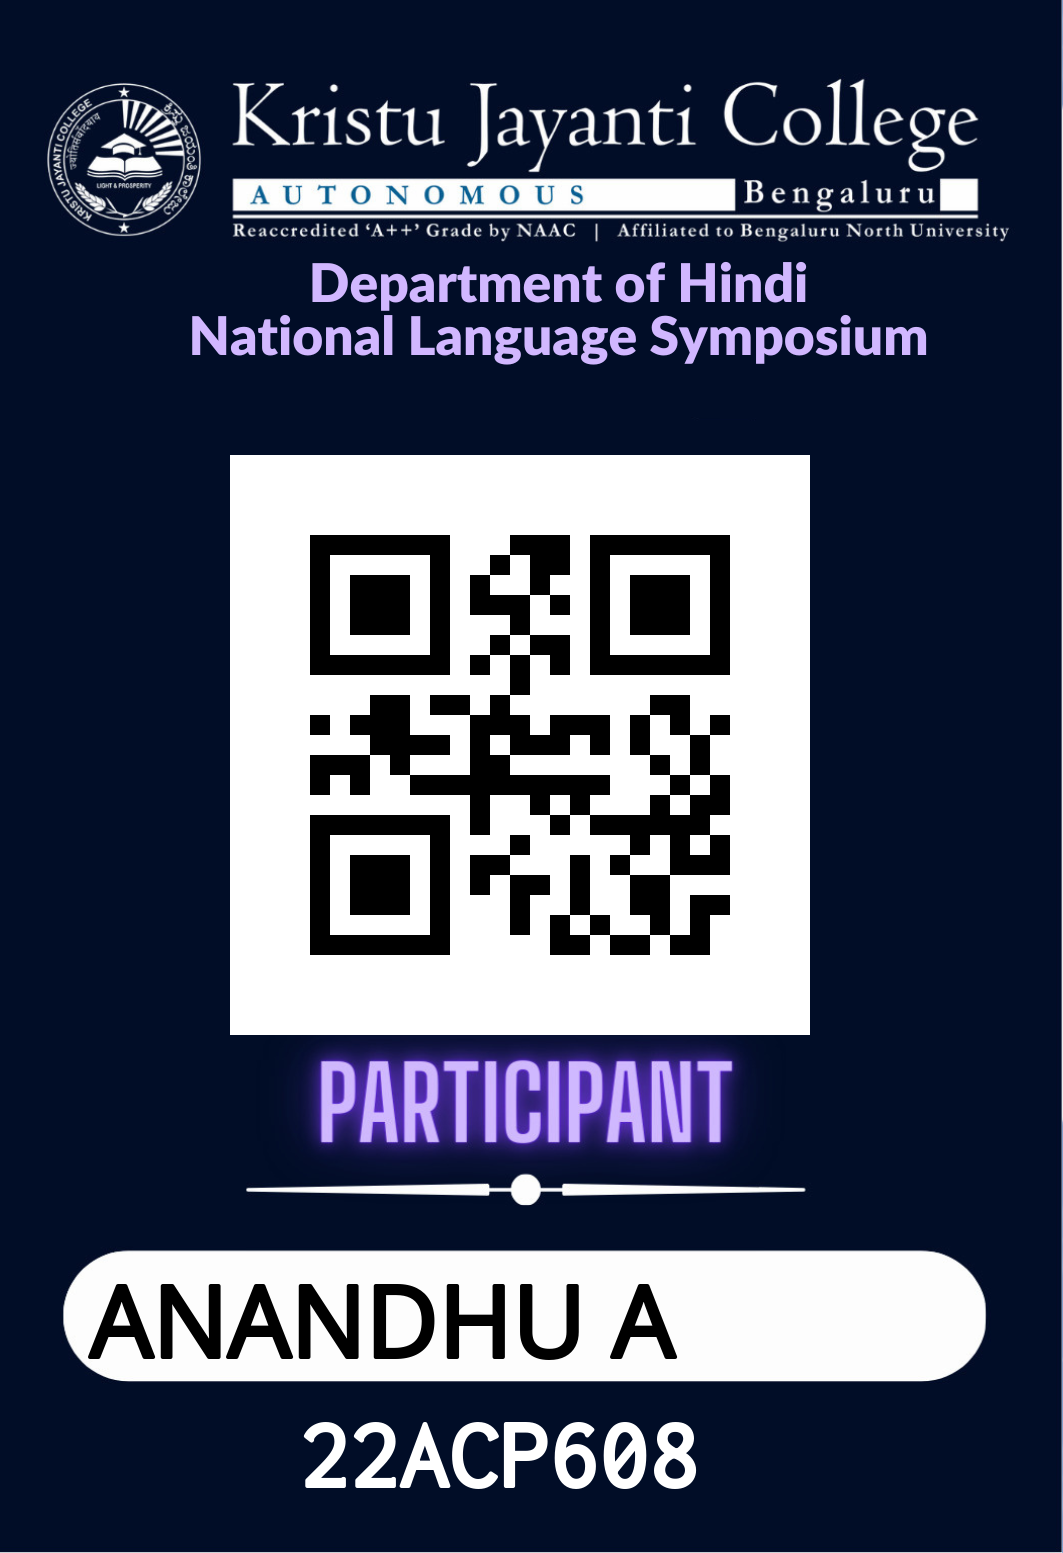 KRISTU JAYANTI COLLEGE
LIGHT & PROSPERITY
Kristu Jayanti College
AUTONOMOUS Bengaluru
Reaccredited ‘A++’ Grade by NAAC | Affiliated to Bengaluru North University
Department of Hindi
National Language Symposium
PARTICIPANT
ANANDHU A
22ACP608